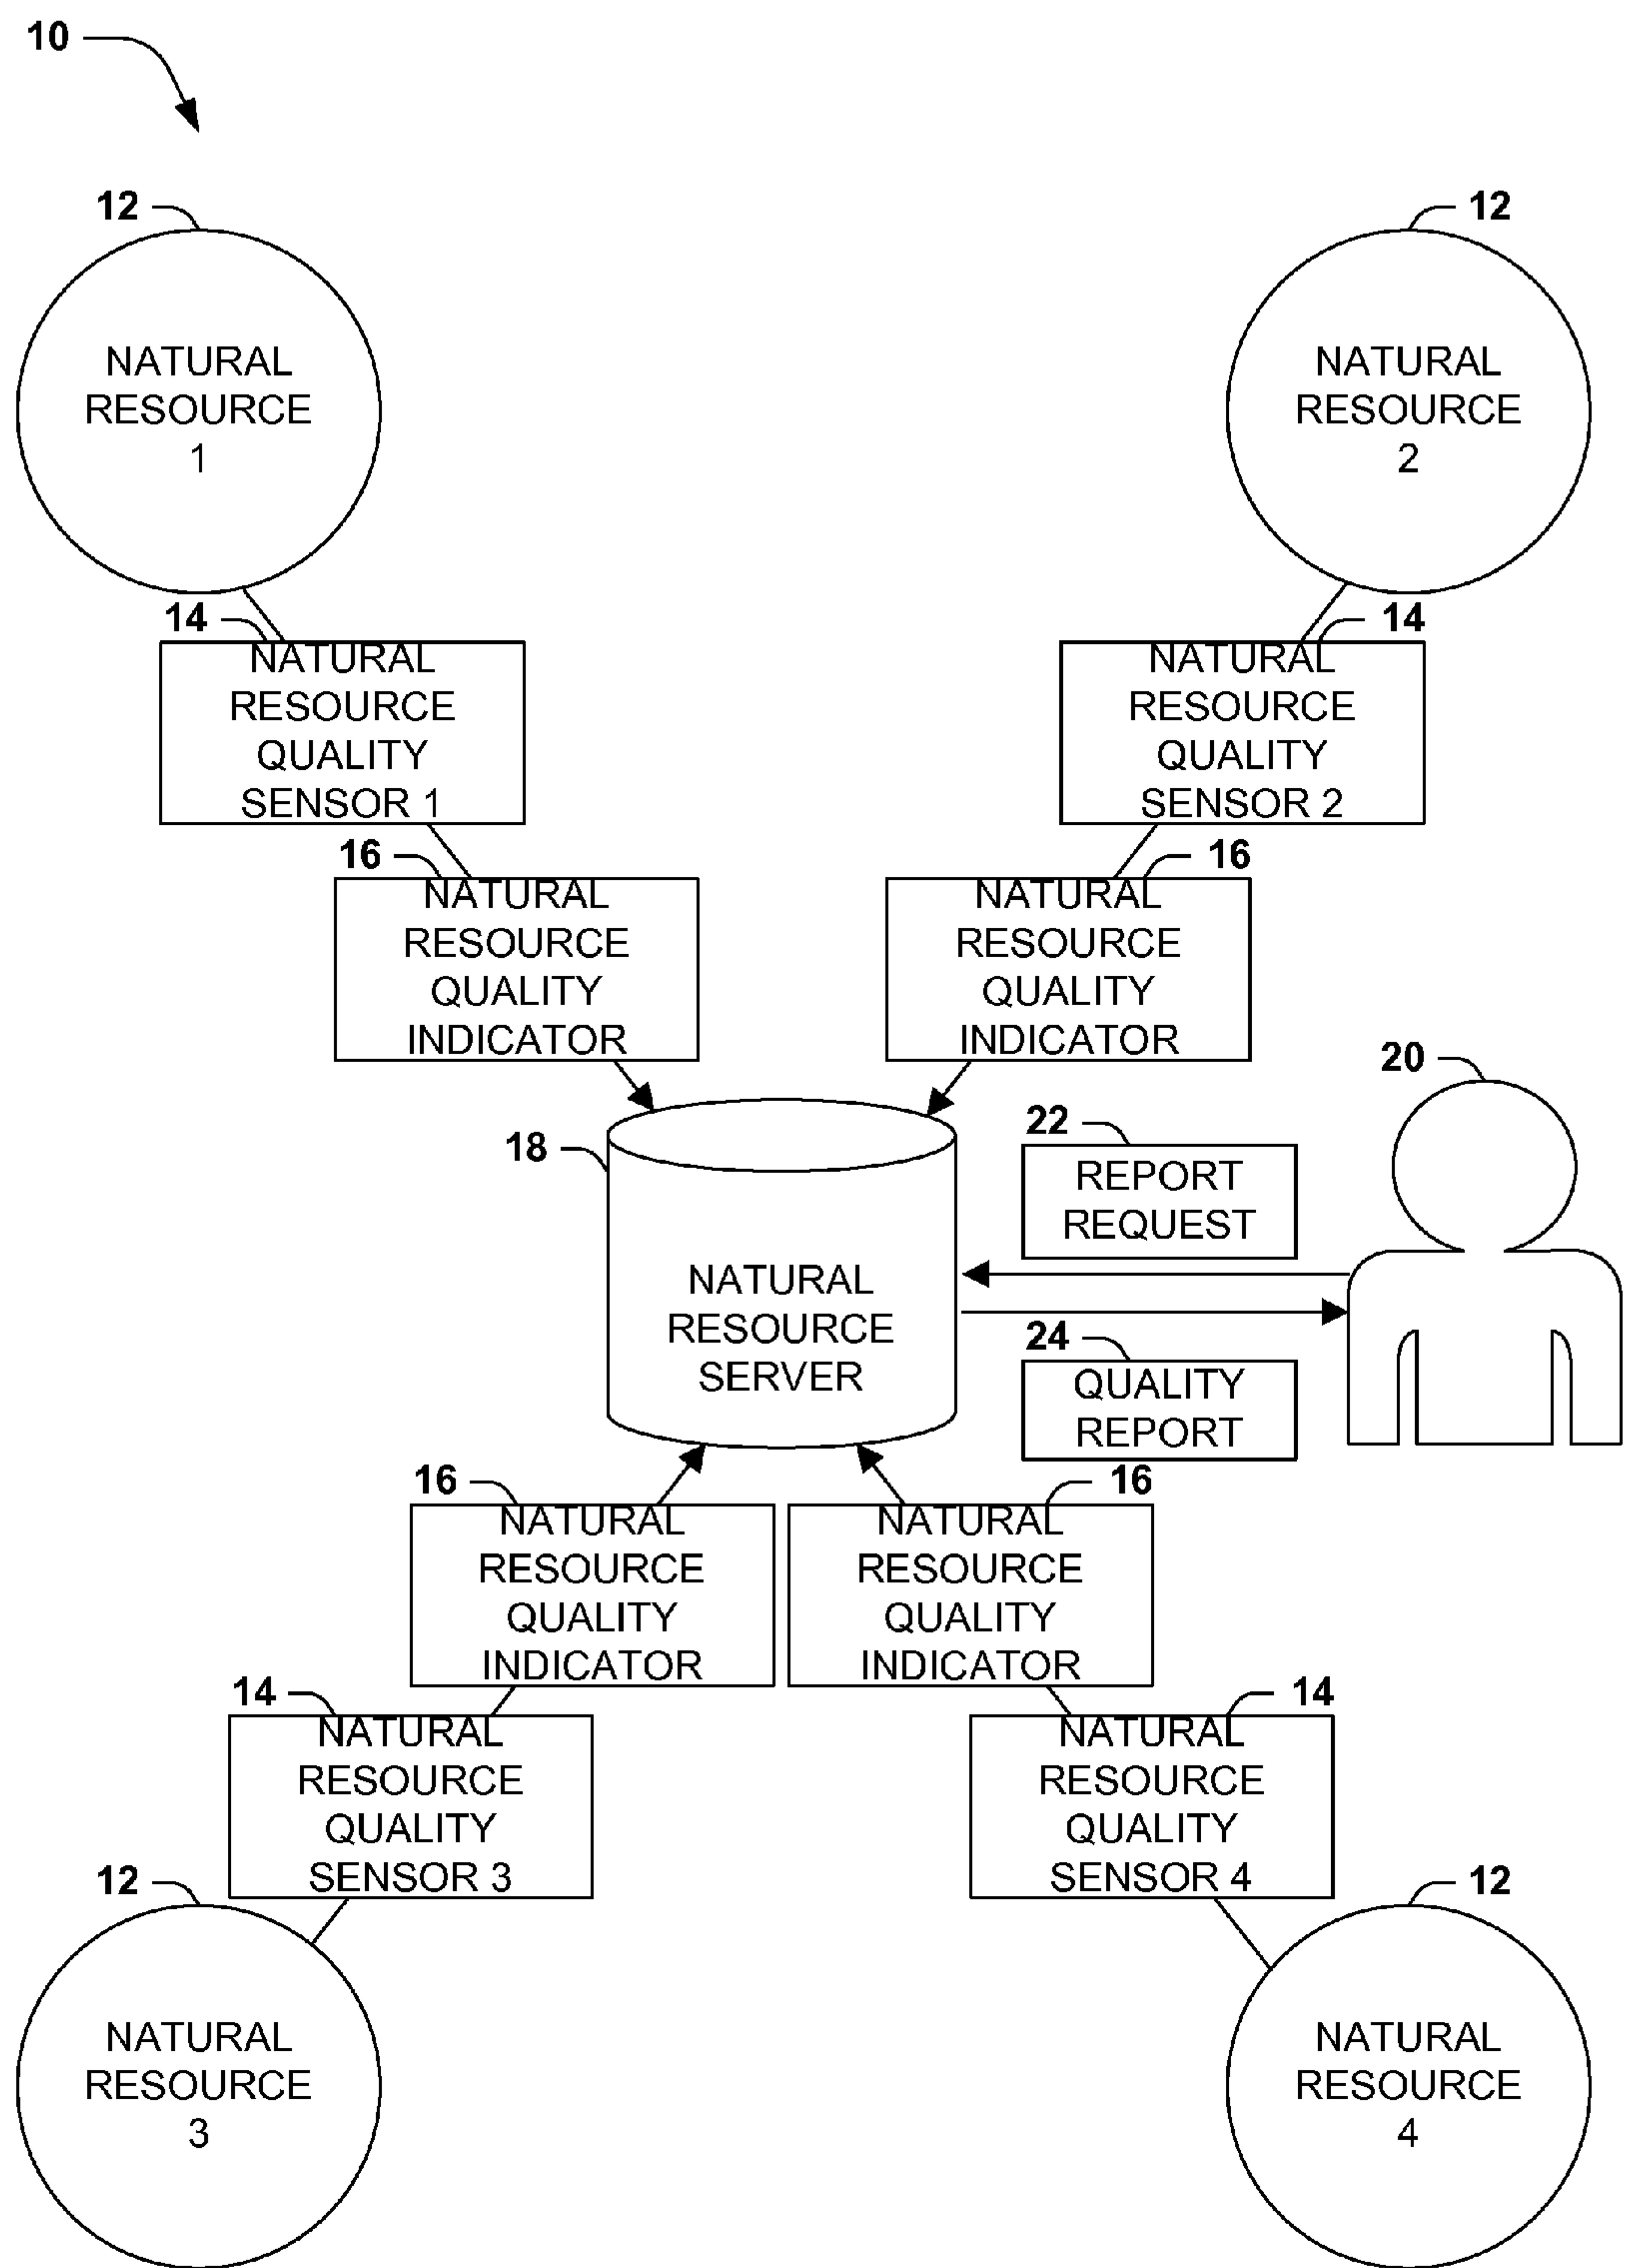 10
12
NATURAL
RESOURCE
1
12
NATURAL
RESOURCE
2
14
NATURAL
RESOURCE
QUALITY
SENSOR 1
14
NATURAL
RESOURCE
QUALITY
SENSOR 2
16
NATURAL
RESOURCE
QUALITY
INDICATOR
16
NATURAL
RESOURCE
QUALITY
INDICATOR
18
NATURAL
RESOURCE
SERVER
20
22
REPORT
REQUEST
24
QUALITY
REPORT
16
NATURAL
RESOURCE
QUALITY
INDICATOR
16
NATURAL
RESOURCE
QUALITY
INDICATOR
14
NATURAL
RESOURCE
QUALITY
SENSOR 3
14
NATURAL
RESOURCE
QUALITY
SENSOR 4
12
NATURAL
RESOURCE
3
12
NATURAL
RESOURCE
4